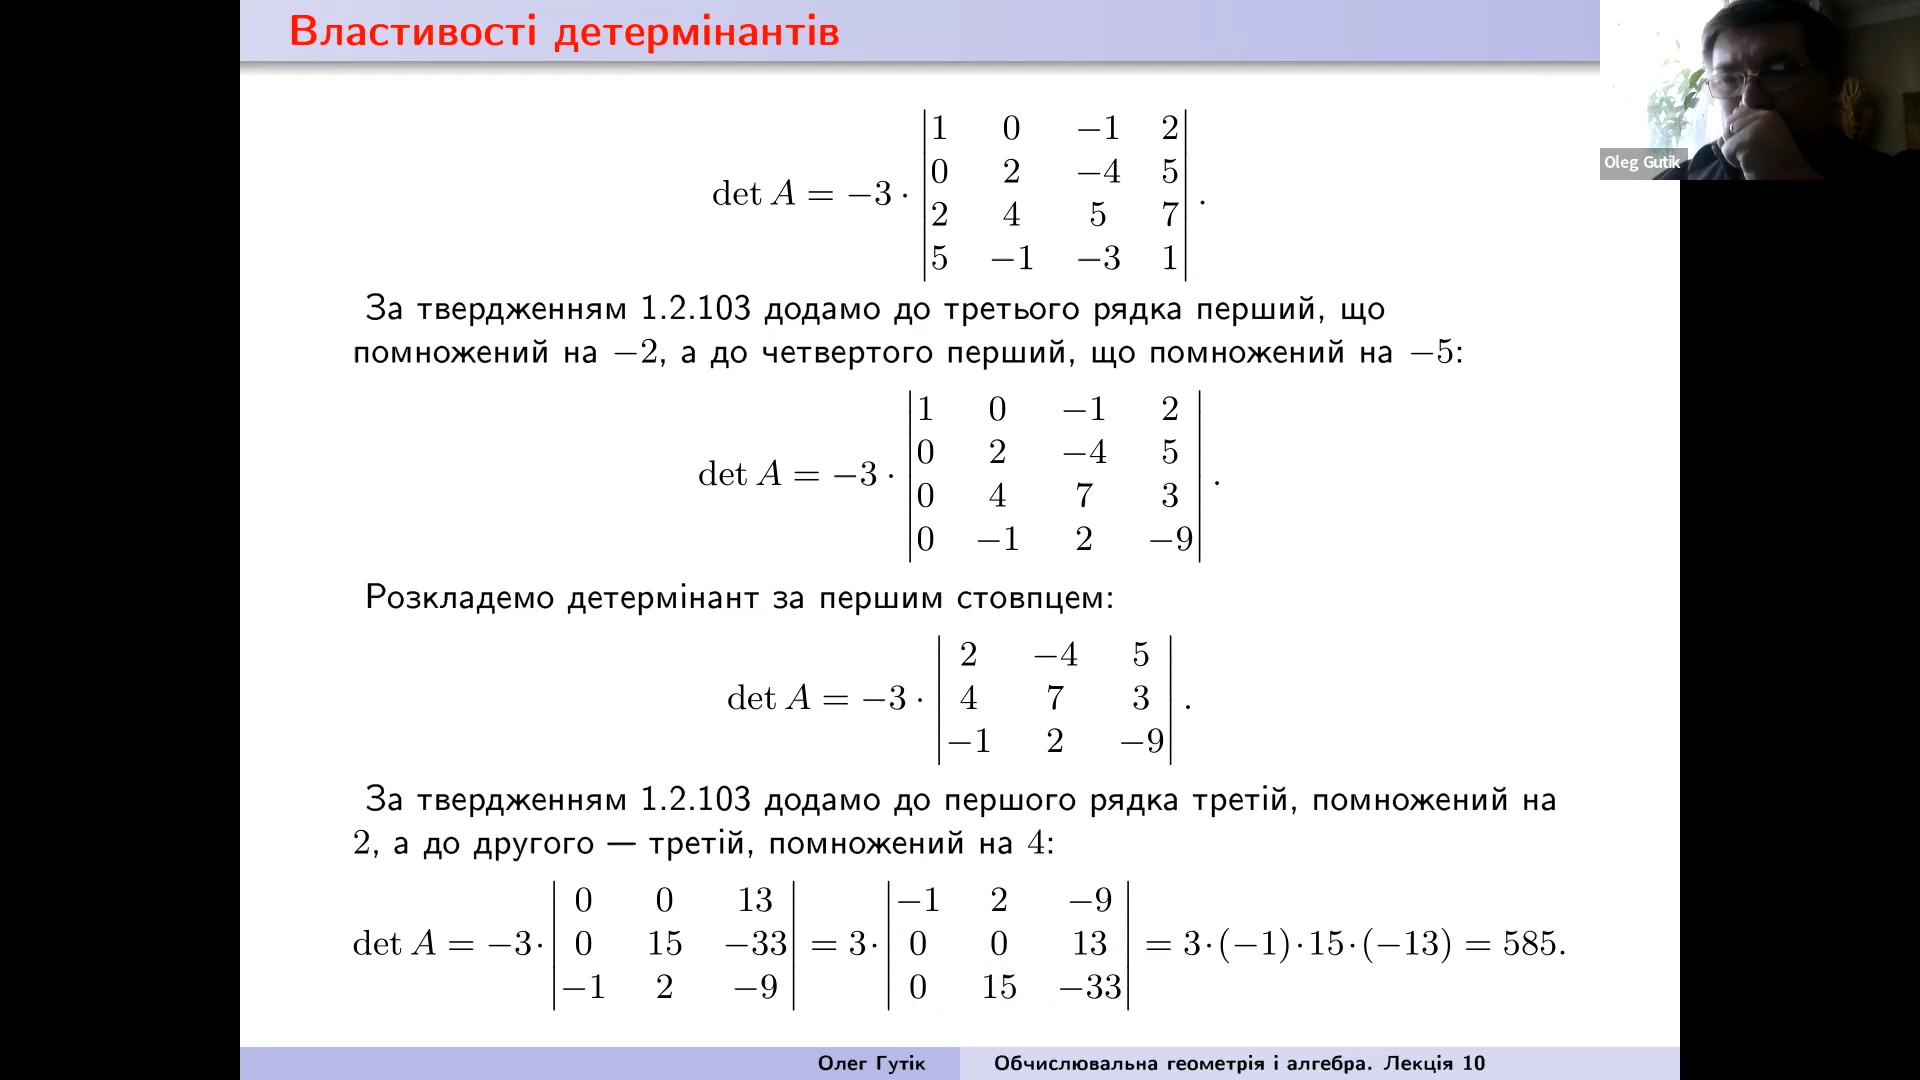 Властивості детермінантів
Oleg Gutik
det A = −3 ·
|1 0 −1 2|
|0 2 −4 5|
|2 4 5 7|
|5 −1 −3 1| .
За твердженням 1.2.103 додамо до третього рядка перший, що
помножений на −2, а до четвертого перший, що помножений на −5:
det A = −3 ·
|1 0 −1 2|
|0 2 −4 5|
|0 4 7 3|
|0 −1 2 −9| .
Розкладемо детермінант за першим стовпцем:
det A = −3 ·
|2 −4 5|
|4 7 3|
|−1 2 −9| .
За твердженням 1.2.103 додамо до першого рядка третій, помножений на
2, а до другого — третій, помножений на 4:
|0 0 13| |−1 2 −9|
det A = −3· |0 15 −33| = 3· |0 0 13| = 3·(−1)·15·(−13) = 585.
|−1 2 −9| |0 15 −33|
Олег Гутік Обчислювальна геометрія і алгебра. Лекція 10